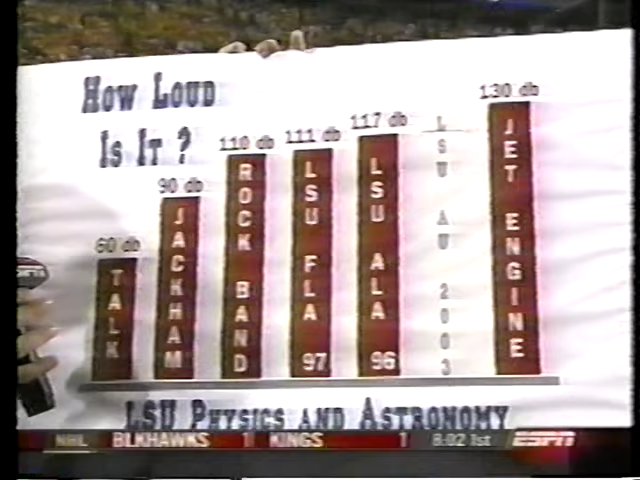 How Loud
Is It ?
60 db
TALK
90 db
JACKHAM
110 db
ROCK BAND
111 db
LSU FLA 97
117 db
LSU ALA 96
LSU AU 2003
130 db
JET ENGINE
LSU Physics and Astronomy
NHL BLKHAWKS 1 KINGS 1 8:02 1st ESPN